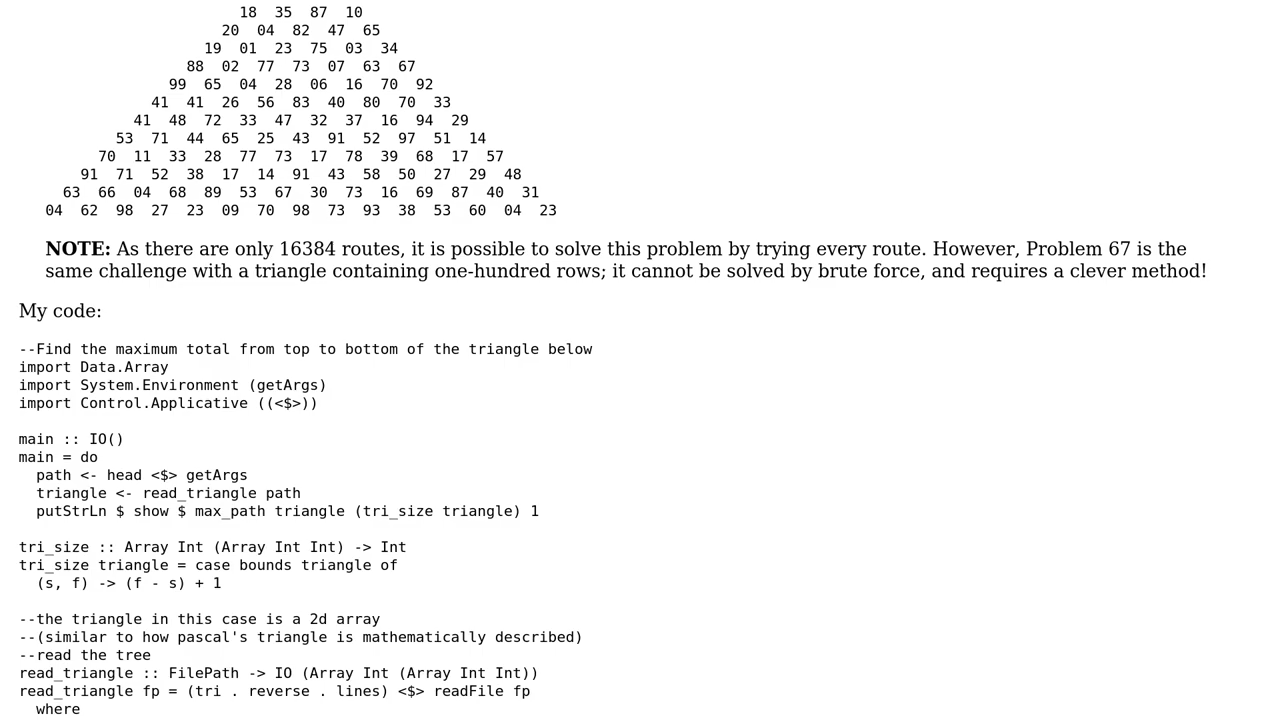 18 35 87 10
20 04 82 47 65
19 01 23 75 03 34
88 02 77 73 07 63 67
99 65 04 28 06 16 70 92
41 41 26 56 83 40 80 70 33
41 48 72 33 47 32 37 16 94 29
53 71 44 65 25 43 91 52 97 51 14
70 11 33 28 77 73 17 78 39 68 17 57
91 71 52 38 17 14 91 43 58 50 27 29 48
63 66 04 68 89 53 67 30 73 16 69 87 40 31
04 62 98 27 23 09 70 98 73 93 38 53 60 04 23
NOTE: As there are only 16384 routes, it is possible to solve this problem by trying every route. However, Problem 67 is the
same challenge with a triangle containing one-hundred rows; it cannot be solved by brute force, and requires a clever method!
My code:
--Find the maximum total from top to bottom of the triangle below
import Data.Array
import System.Environment (getArgs)
import Control.Applicative ((<$>))
main :: IO()
main = do
  path <- head <$> getArgs
  triangle <- read_triangle path
  putStrLn $ show $ max_path triangle (tri_size triangle) 1
tri_size :: Array Int (Array Int Int) -> Int
tri_size triangle = case bounds triangle of
  (s, f) -> (f - s) + 1
--the triangle in this case is a 2d array
--(similar to how pascal's triangle is mathematically described)
--read the tree
read_triangle :: FilePath -> IO (Array Int (Array Int Int))
read_triangle fp = (tri . reverse . lines) <$> readFile fp
  where